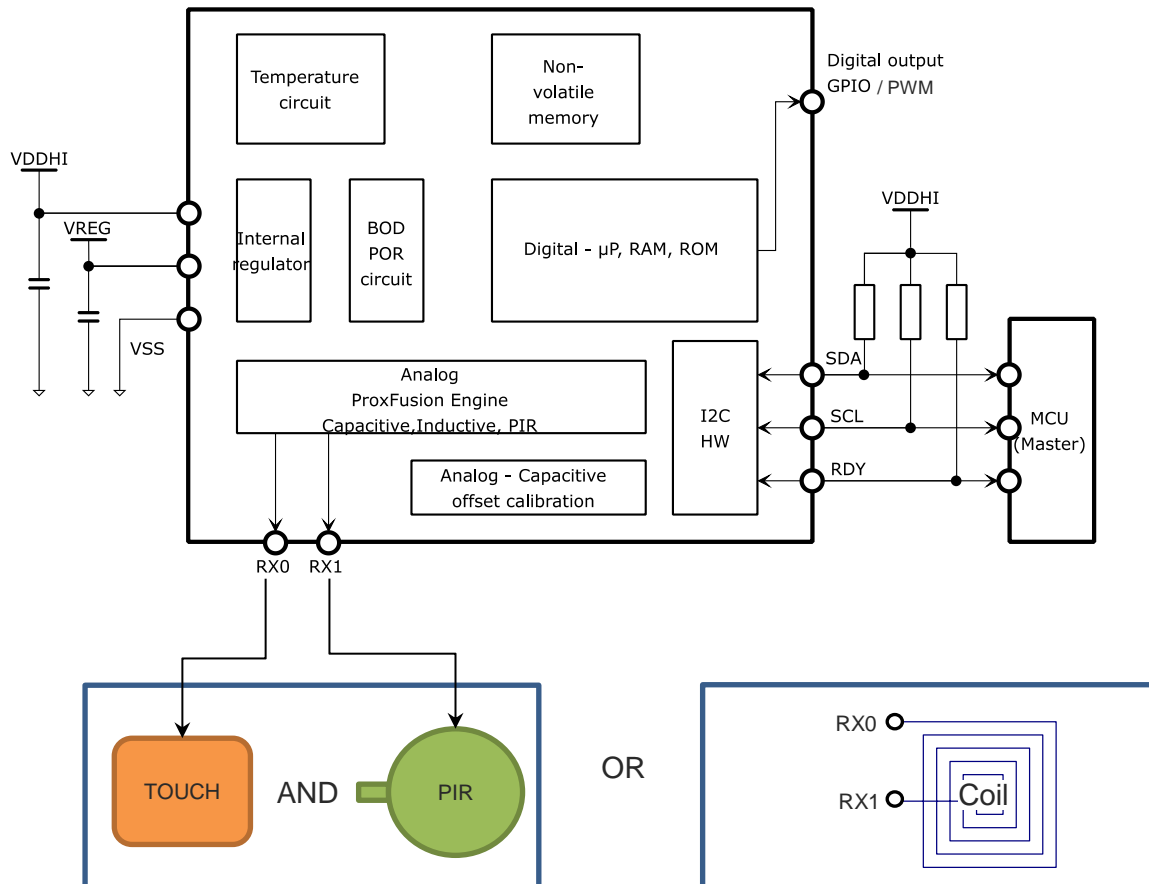 Temperature
circuit
Non-
volatile
memory
Digital output
GPIO / PWM
VDDHI
VREG
VSS
Internal
regulator
BOD
POR
circuit
Digital - µP, RAM, ROM
VDDHI
Analog
ProxFusion Engine
Capacitive,Inductive, PIR
Analog - Capacitive
offset calibration
I2C
HW
SDA
SCL
RDY
MCU
(Master)
RX0
RX1
TOUCH
AND
PIR
OR
RX0
RX1
Coil